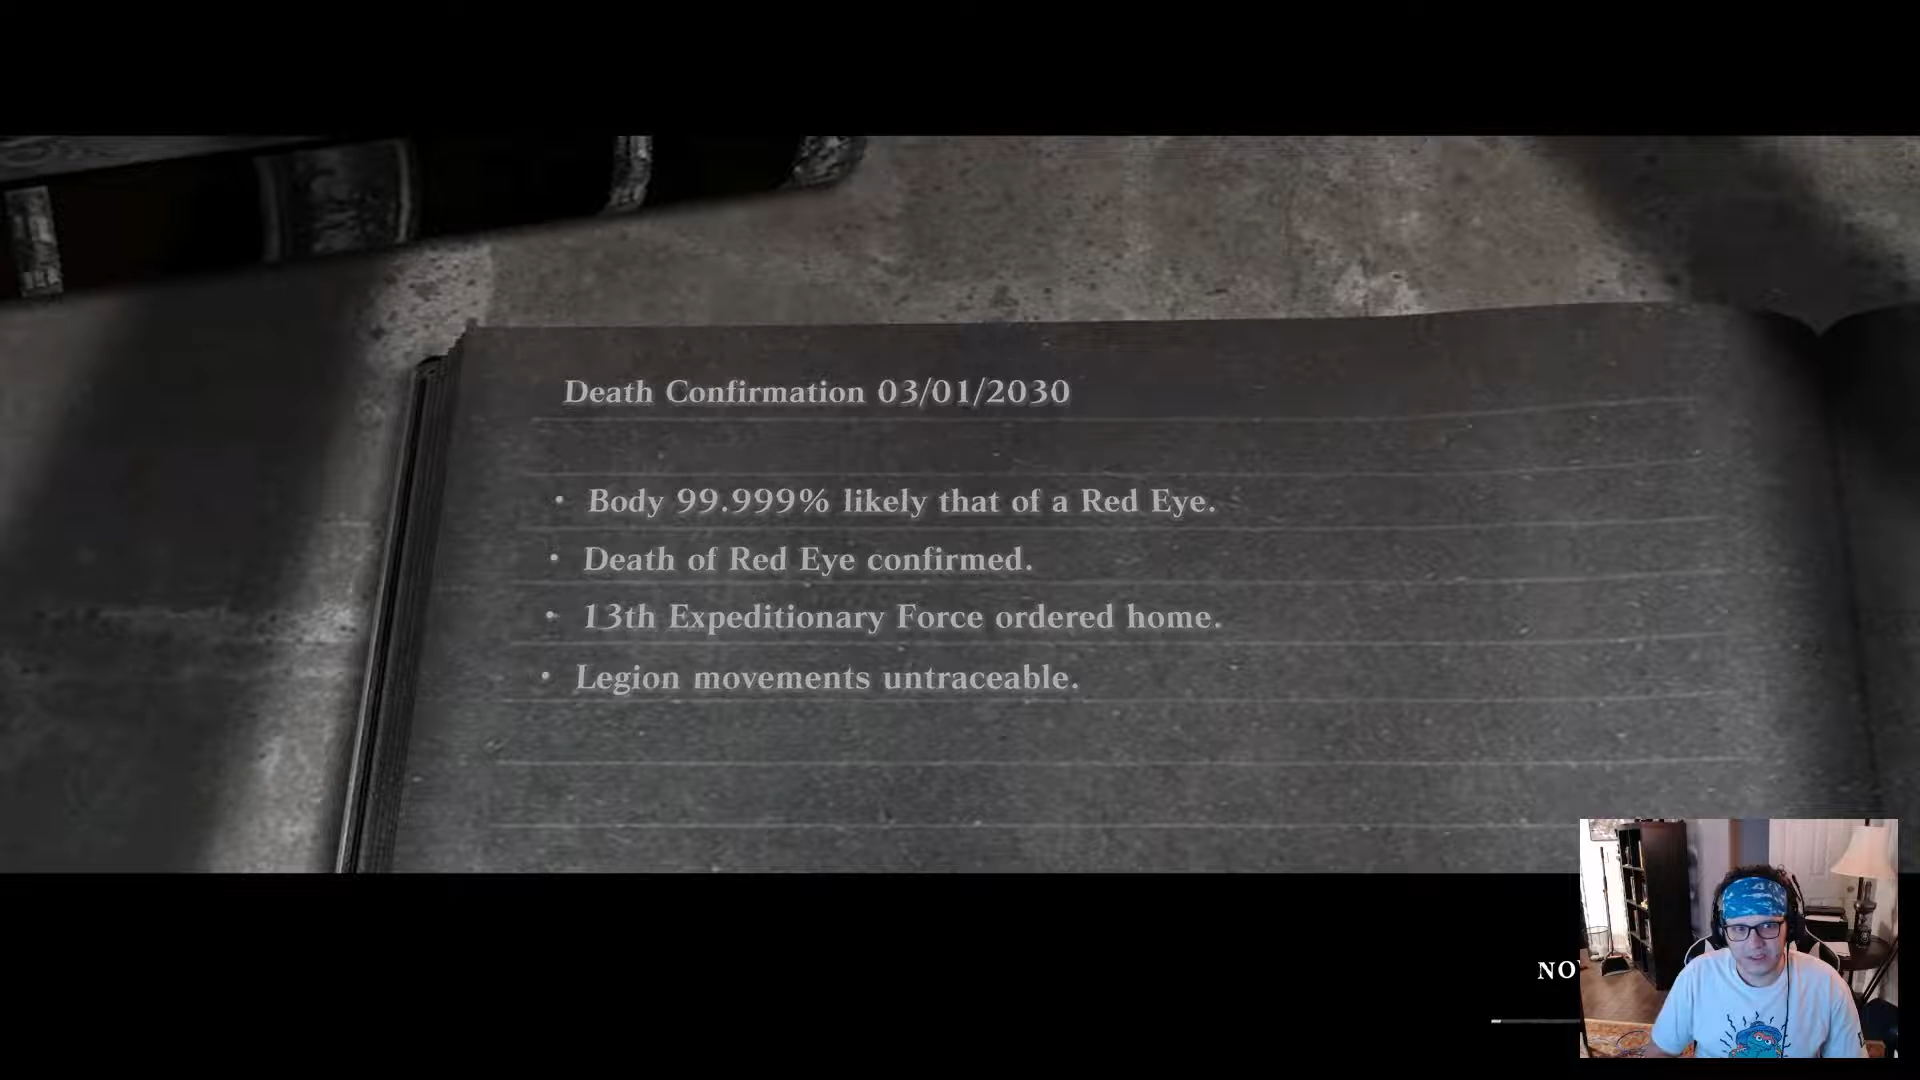 Death Confirmation 03/01/2030
• Body 99.999% likely that of a Red Eye.
• Death of Red Eye confirmed.
• 13th Expeditionary Force ordered home.
• Legion movements untraceable.
NO